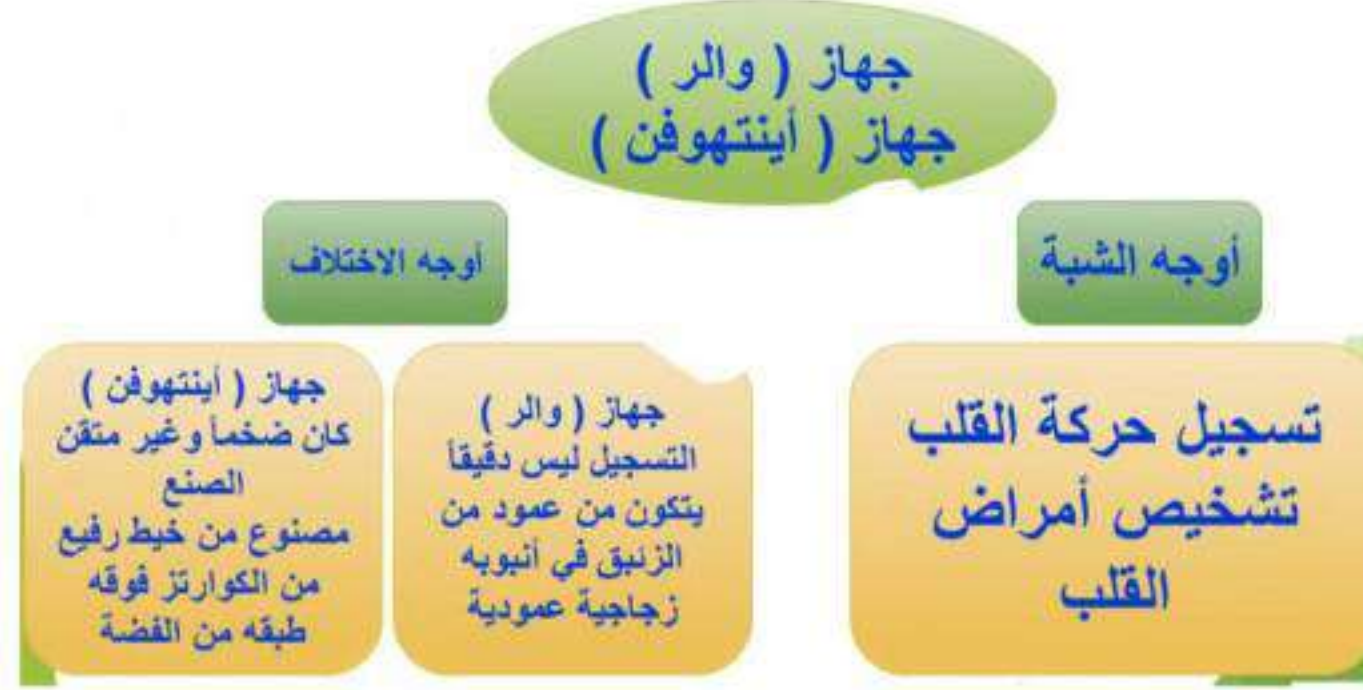 جهاز ( والر )
جهاز ( أينتهوفن )
أوجه الشبة
تسجيل حركة القلب
تشخيص أمراض
القلب
أوجه الاختلاف
جهاز ( والر )
التسجيل ليس دقيقاً
يتكون من عمود من
الزئبق في أنبوبه
زجاجية عمودية
جهاز ( أينتهوفن )
كان ضخماً وغير متقن
الصنع
مصنوع من خيط رفيع
من الكوارتز فوقه
طبقه من الفضة